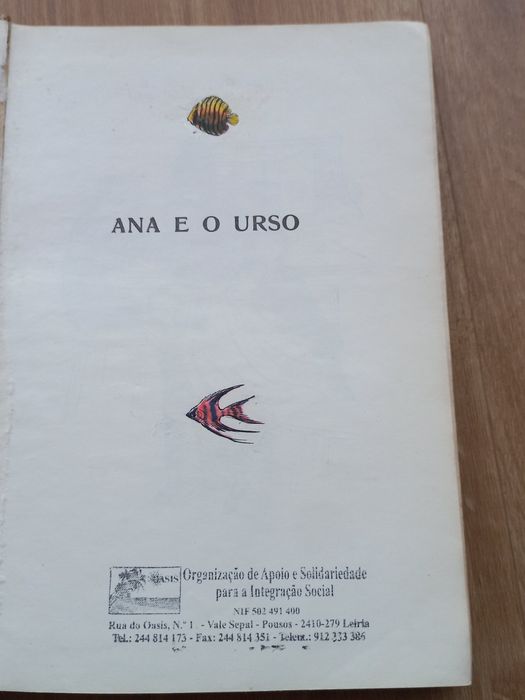 ANA E O URSO
OASIS
Organização de Apoio e Solidariedade
para a Integração Social
NIF 502 491 400
Rua do Oasis, N.º 1 - Vale Sepal - Pousos - 2410-279 Leiria
Tel.: 244 814 173 - Fax: 244 814 351 - Telem.: 912 333 386